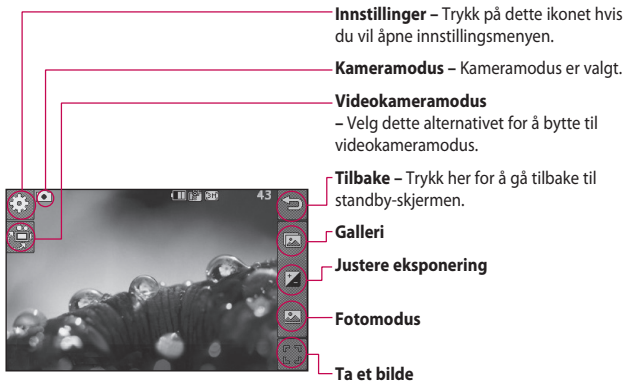 Innstillinger – Trykk på dette ikonet hvis
du vil åpne innstillingsmenyen.
Kameramodus – Kameramodus er valgt.
Videokameramodus
– Velg dette alternativet for å bytte til
videokameramodus.
Tilbake – Trykk her for å gå tilbake til
standby-skjermen.
43
Galleri
Justere eksponering
Fotomodus
Ta et bilde